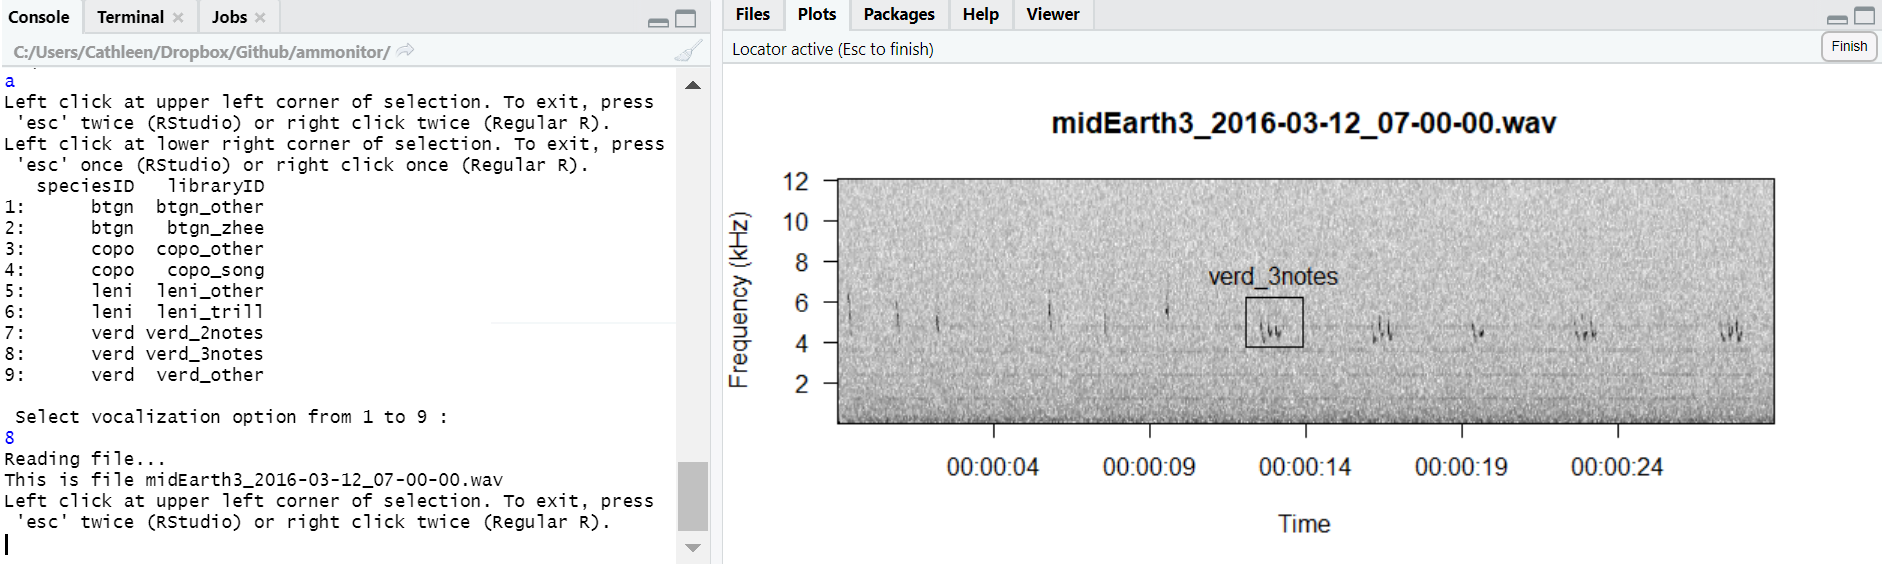 Console Terminal Jobs
C:/Users/Cathleen/Dropbox/Github/ammonitor/
a
Left click at upper left corner of selection. To exit, press
'esc' twice (RStudio) or right click twice (Regular R).
Left click at lower right corner of selection. To exit, press
'esc' once (RStudio) or right click once (Regular R).
speciesID libraryID
1: btgn btgn_other
2: btgn btgn_zhee
3: copo copo_other
4: copo copo_song
5: leni leni_other
6: leni leni_trill
7: verd verd_2notes
8: verd verd_3notes
9: verd verd_other
Select vocalization option from 1 to 9 :
8
Reading file...
This is file midEarth3_2016-03-12_07-00-00.wav
Left click at upper left corner of selection. To exit, press
'esc' twice (RStudio) or right click twice (Regular R).
Files Plots Packages Help Viewer
Locator active (Esc to finish) Finish
midEarth3_2016-03-12_07-00-00.wav
Frequency (kHz)
12
10
8
6
4
2
verd_3notes
00:00:04 00:00:09 00:00:14 00:00:19 00:00:24
Time